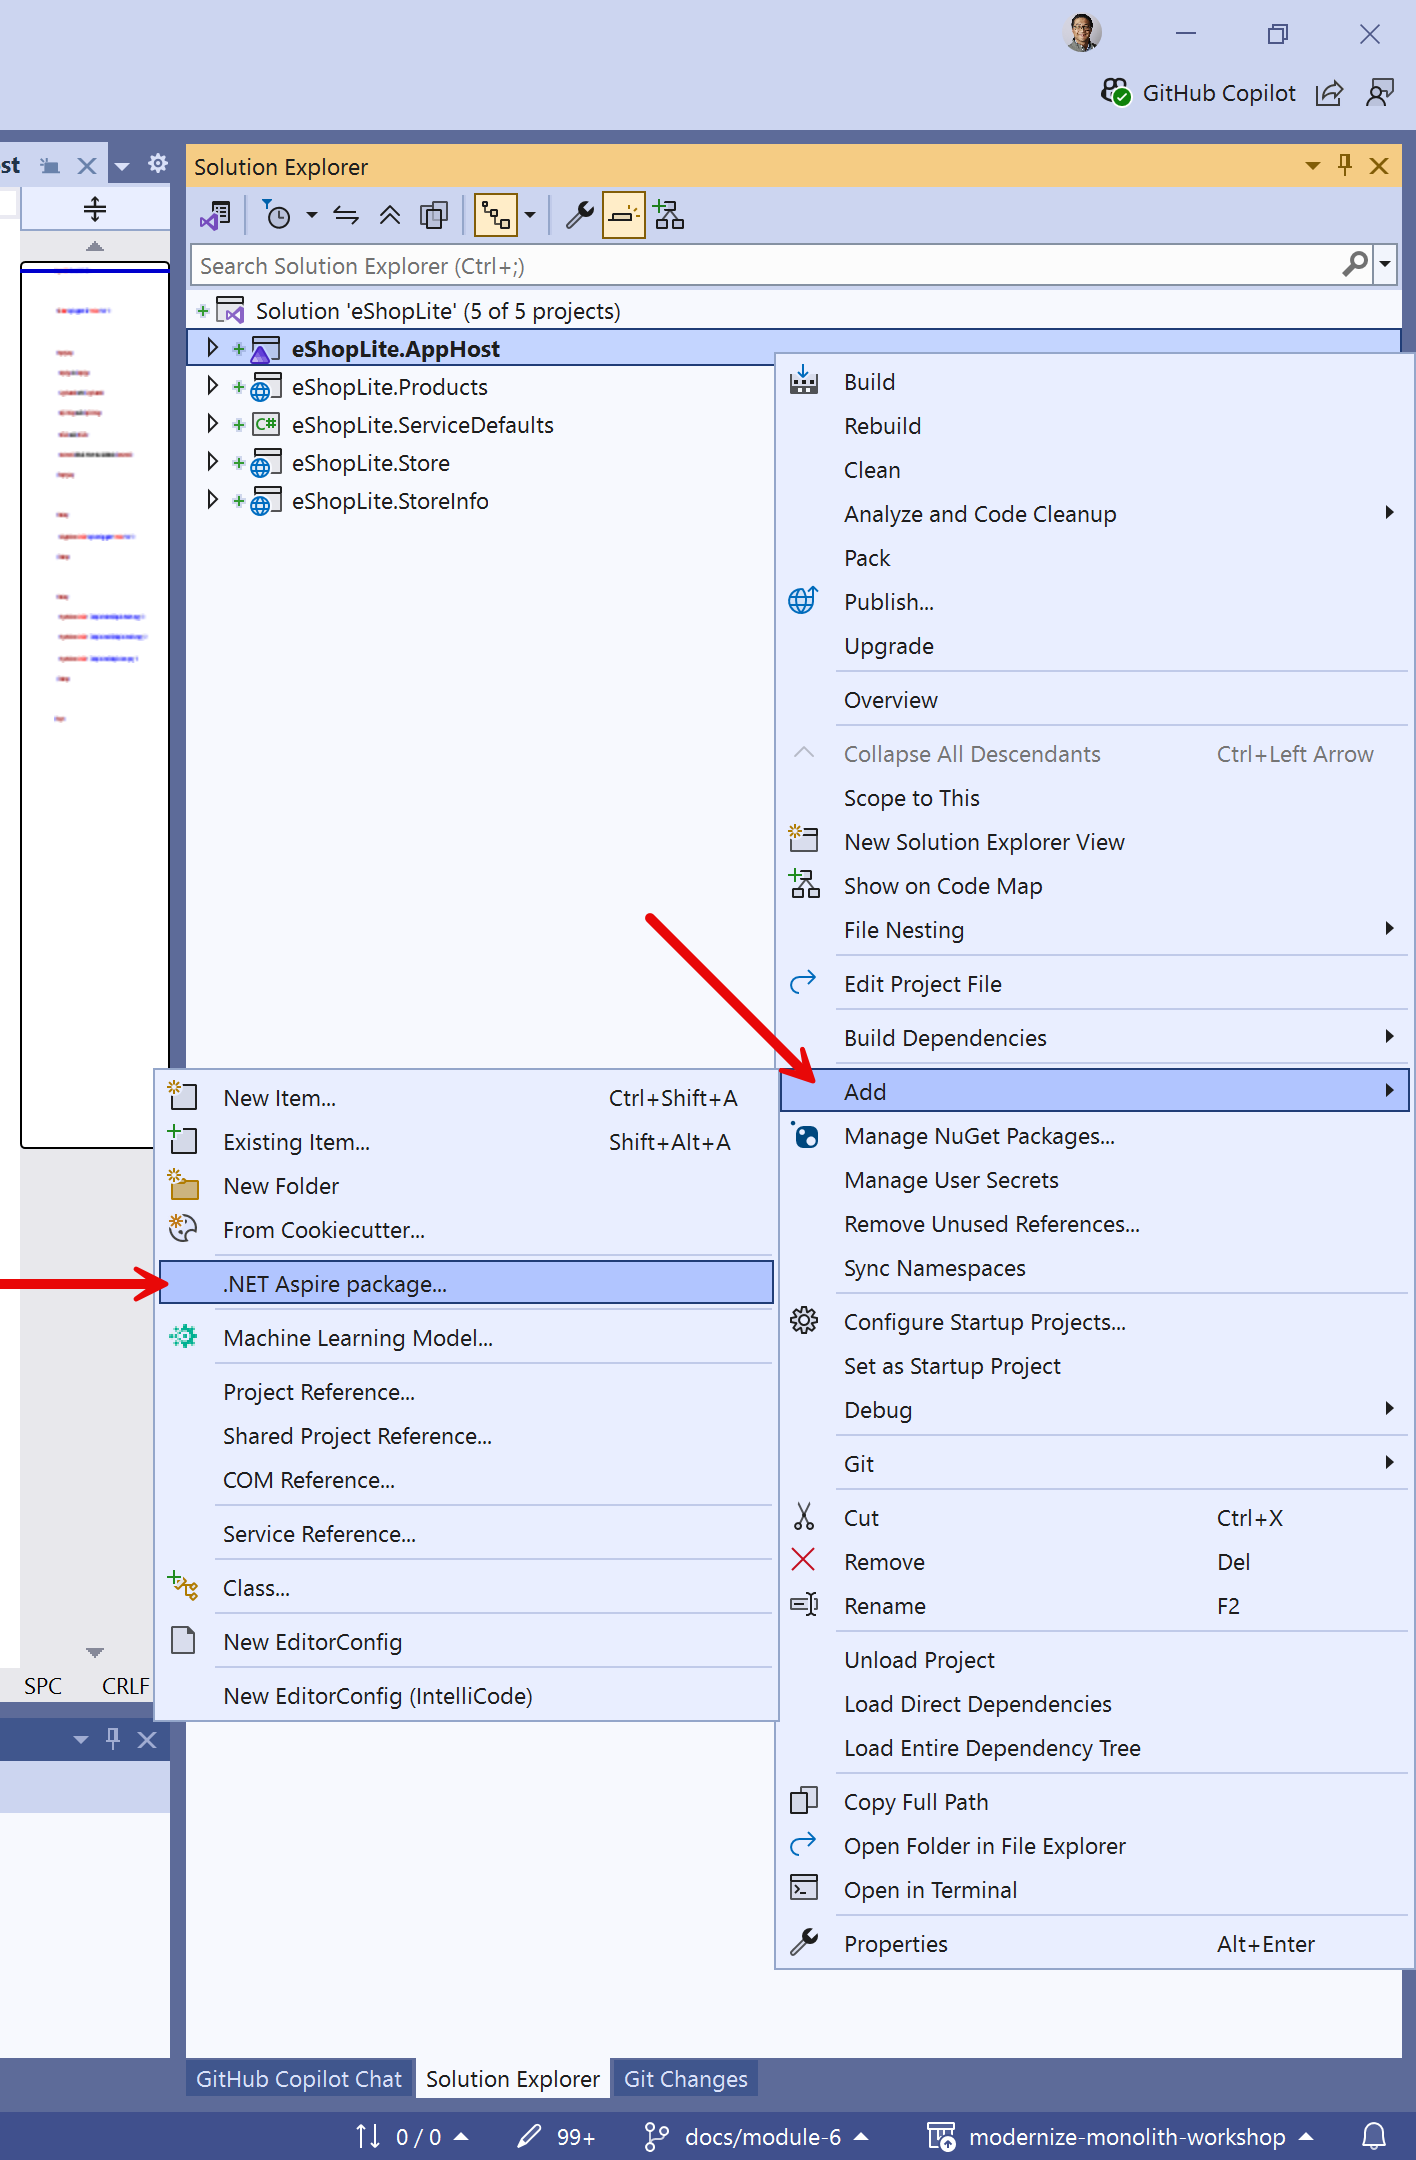 GitHub Copilot
st
Solution Explorer
Search Solution Explorer (Ctrl+;)
Solution 'eShopLite' (5 of 5 projects)
eShopLite.AppHost
eShopLite.Products
C# eShopLite.ServiceDefaults
eShopLite.Store
eShopLite.StoreInfo
Build
Rebuild
Clean
Analyze and Code Cleanup
Pack
Publish...
Upgrade
Overview
Collapse All Descendants Ctrl+Left Arrow
Scope to This
New Solution Explorer View
Show on Code Map
File Nesting
Edit Project File
Build Dependencies
Add
Manage NuGet Packages...
Manage User Secrets
Remove Unused References...
Sync Namespaces
Configure Startup Projects...
Set as Startup Project
Debug
Git
Cut Ctrl+X
Remove Del
Rename F2
Unload Project
Load Direct Dependencies
Load Entire Dependency Tree
Copy Full Path
Open Folder in File Explorer
Open in Terminal
Properties Alt+Enter
New Item... Ctrl+Shift+A
Existing Item... Shift+Alt+A
New Folder
From Cookiecutter...
.NET Aspire package...
Machine Learning Model...
Project Reference...
Shared Project Reference...
COM Reference...
Service Reference...
Class...
New EditorConfig
New EditorConfig (IntelliCode)
SPC CRLF
GitHub Copilot Chat Solution Explorer Git Changes
0 / 0 99+ docs/module-6 modernize-monolith-workshop